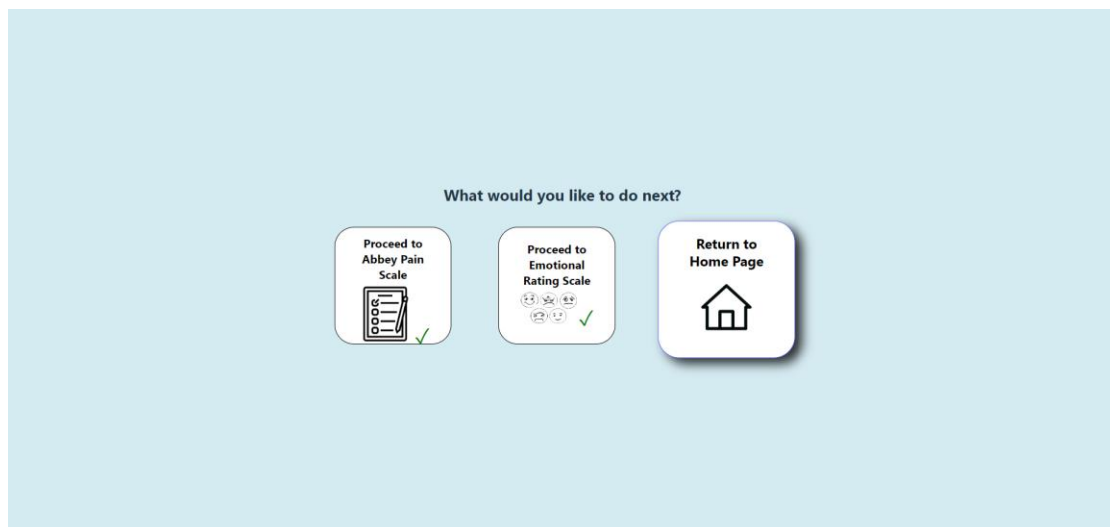 What would you like to do next?
Proceed to
Abbey Pain
Scale
Proceed to
Emotional
Rating Scale
Return to
Home Page